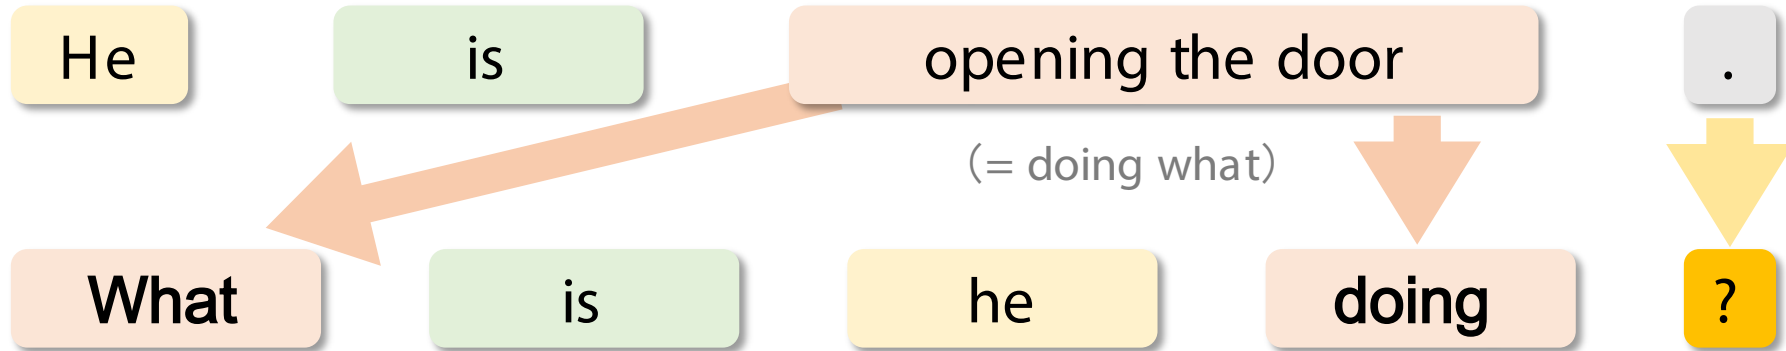 He is opening the door .
（= doing what）
What is he doing ?